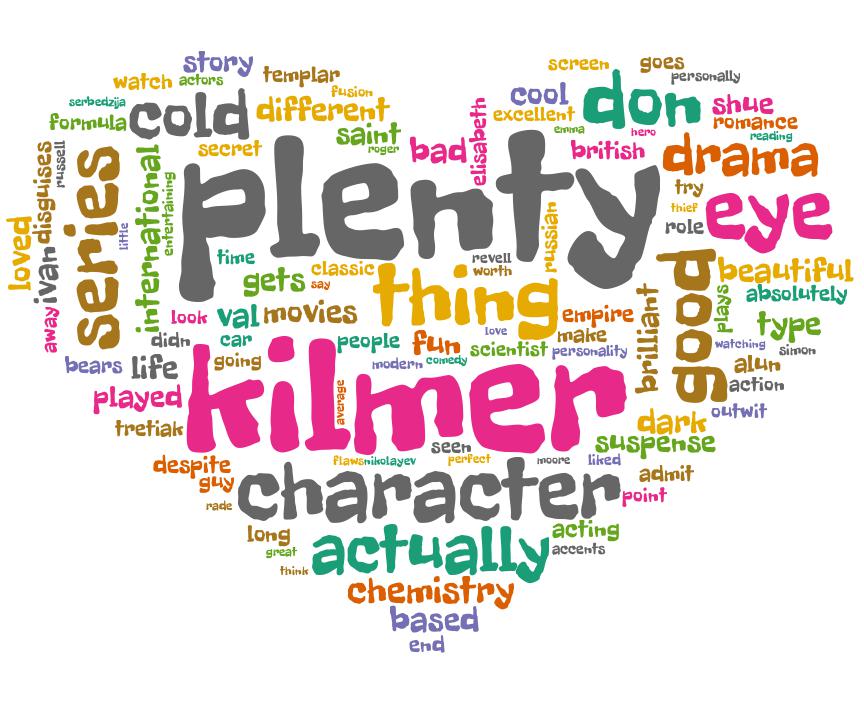 story
screen
goes
watch
actors
templar
personally
serbedzija
fusion
cool
don
shue
formula
cold
different
excellent
romance
saint
emma
hero
reading
secret
roger
bad
elisabeth
british
drama
loved
disguises
russell
series
international
entertaining
plenty
try
thief
eye
role
little
time
classic
revell
worth
russian
good
beautiful
ivan
gets
say
thing
plays
absolutely
away
look
val
movies
empire
brilliant
type
didn
car
people
fun
love
make
watching
simon
scientist
personality
bears
life
going
modern
comedy
alun
action
played
kilmer
average
outwit
tretiak
dark
suspense
seen
despite
flaws
nikolayev
perfect
moore
liked
admit
guy
character
point
rade
long
actually
acting
great
accents
think
chemistry
based
end